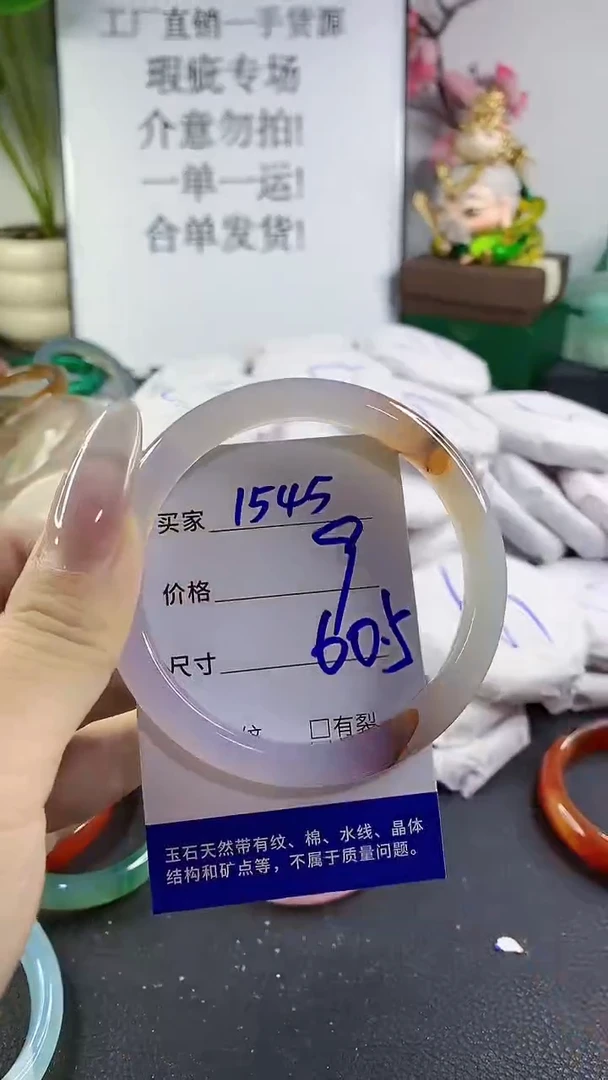 工厂直销一手货源
瑕疵专场
介意勿拍!
一单一运!
合单发货!
买家 1545
价格 9
尺寸 60.5
纹 □有裂
玉石天然带有纹、棉、水线、晶体
结构和矿点等，不属于质量问题。